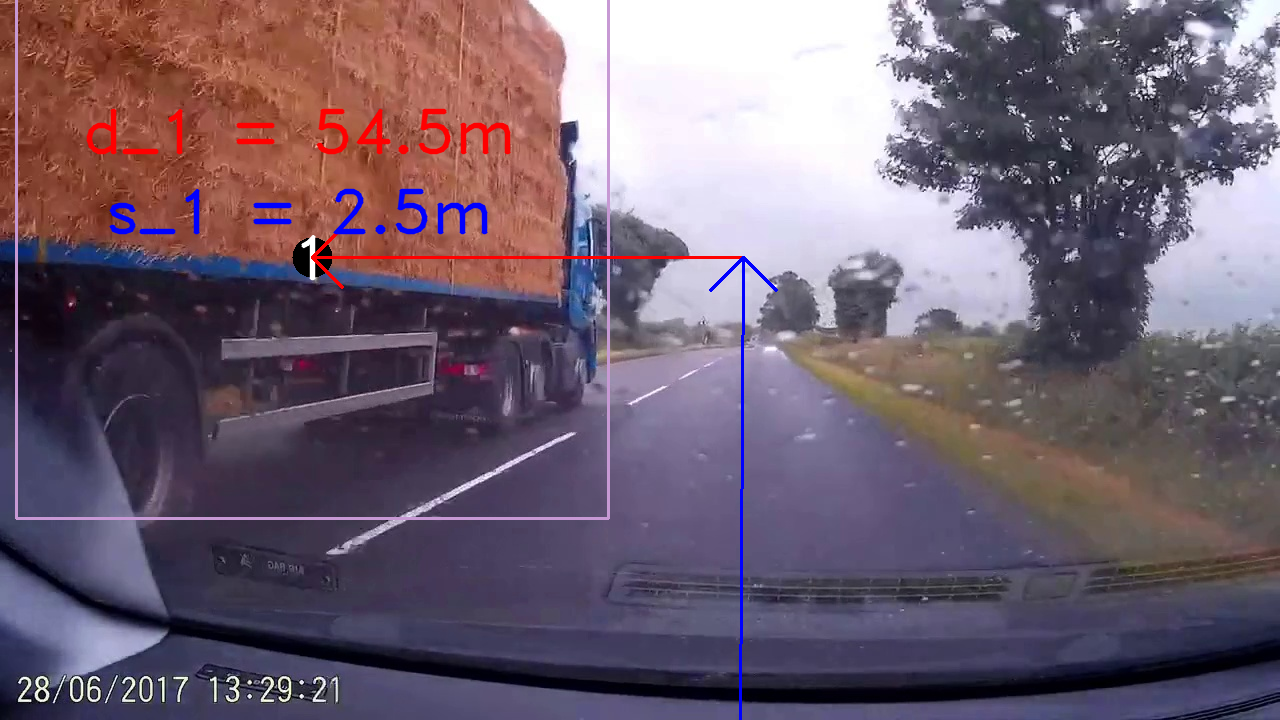 d_1 = 54.5m
s_1 = 2.5m
1
28/06/2017 13:29:21